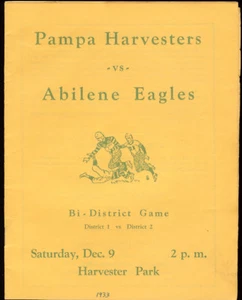 Pampa Harvesters
-vs-
Abilene Eagles
Bi-District Game
District 1 vs District 2
Saturday, Dec. 9 2 p. m.
Harvester Park
1933